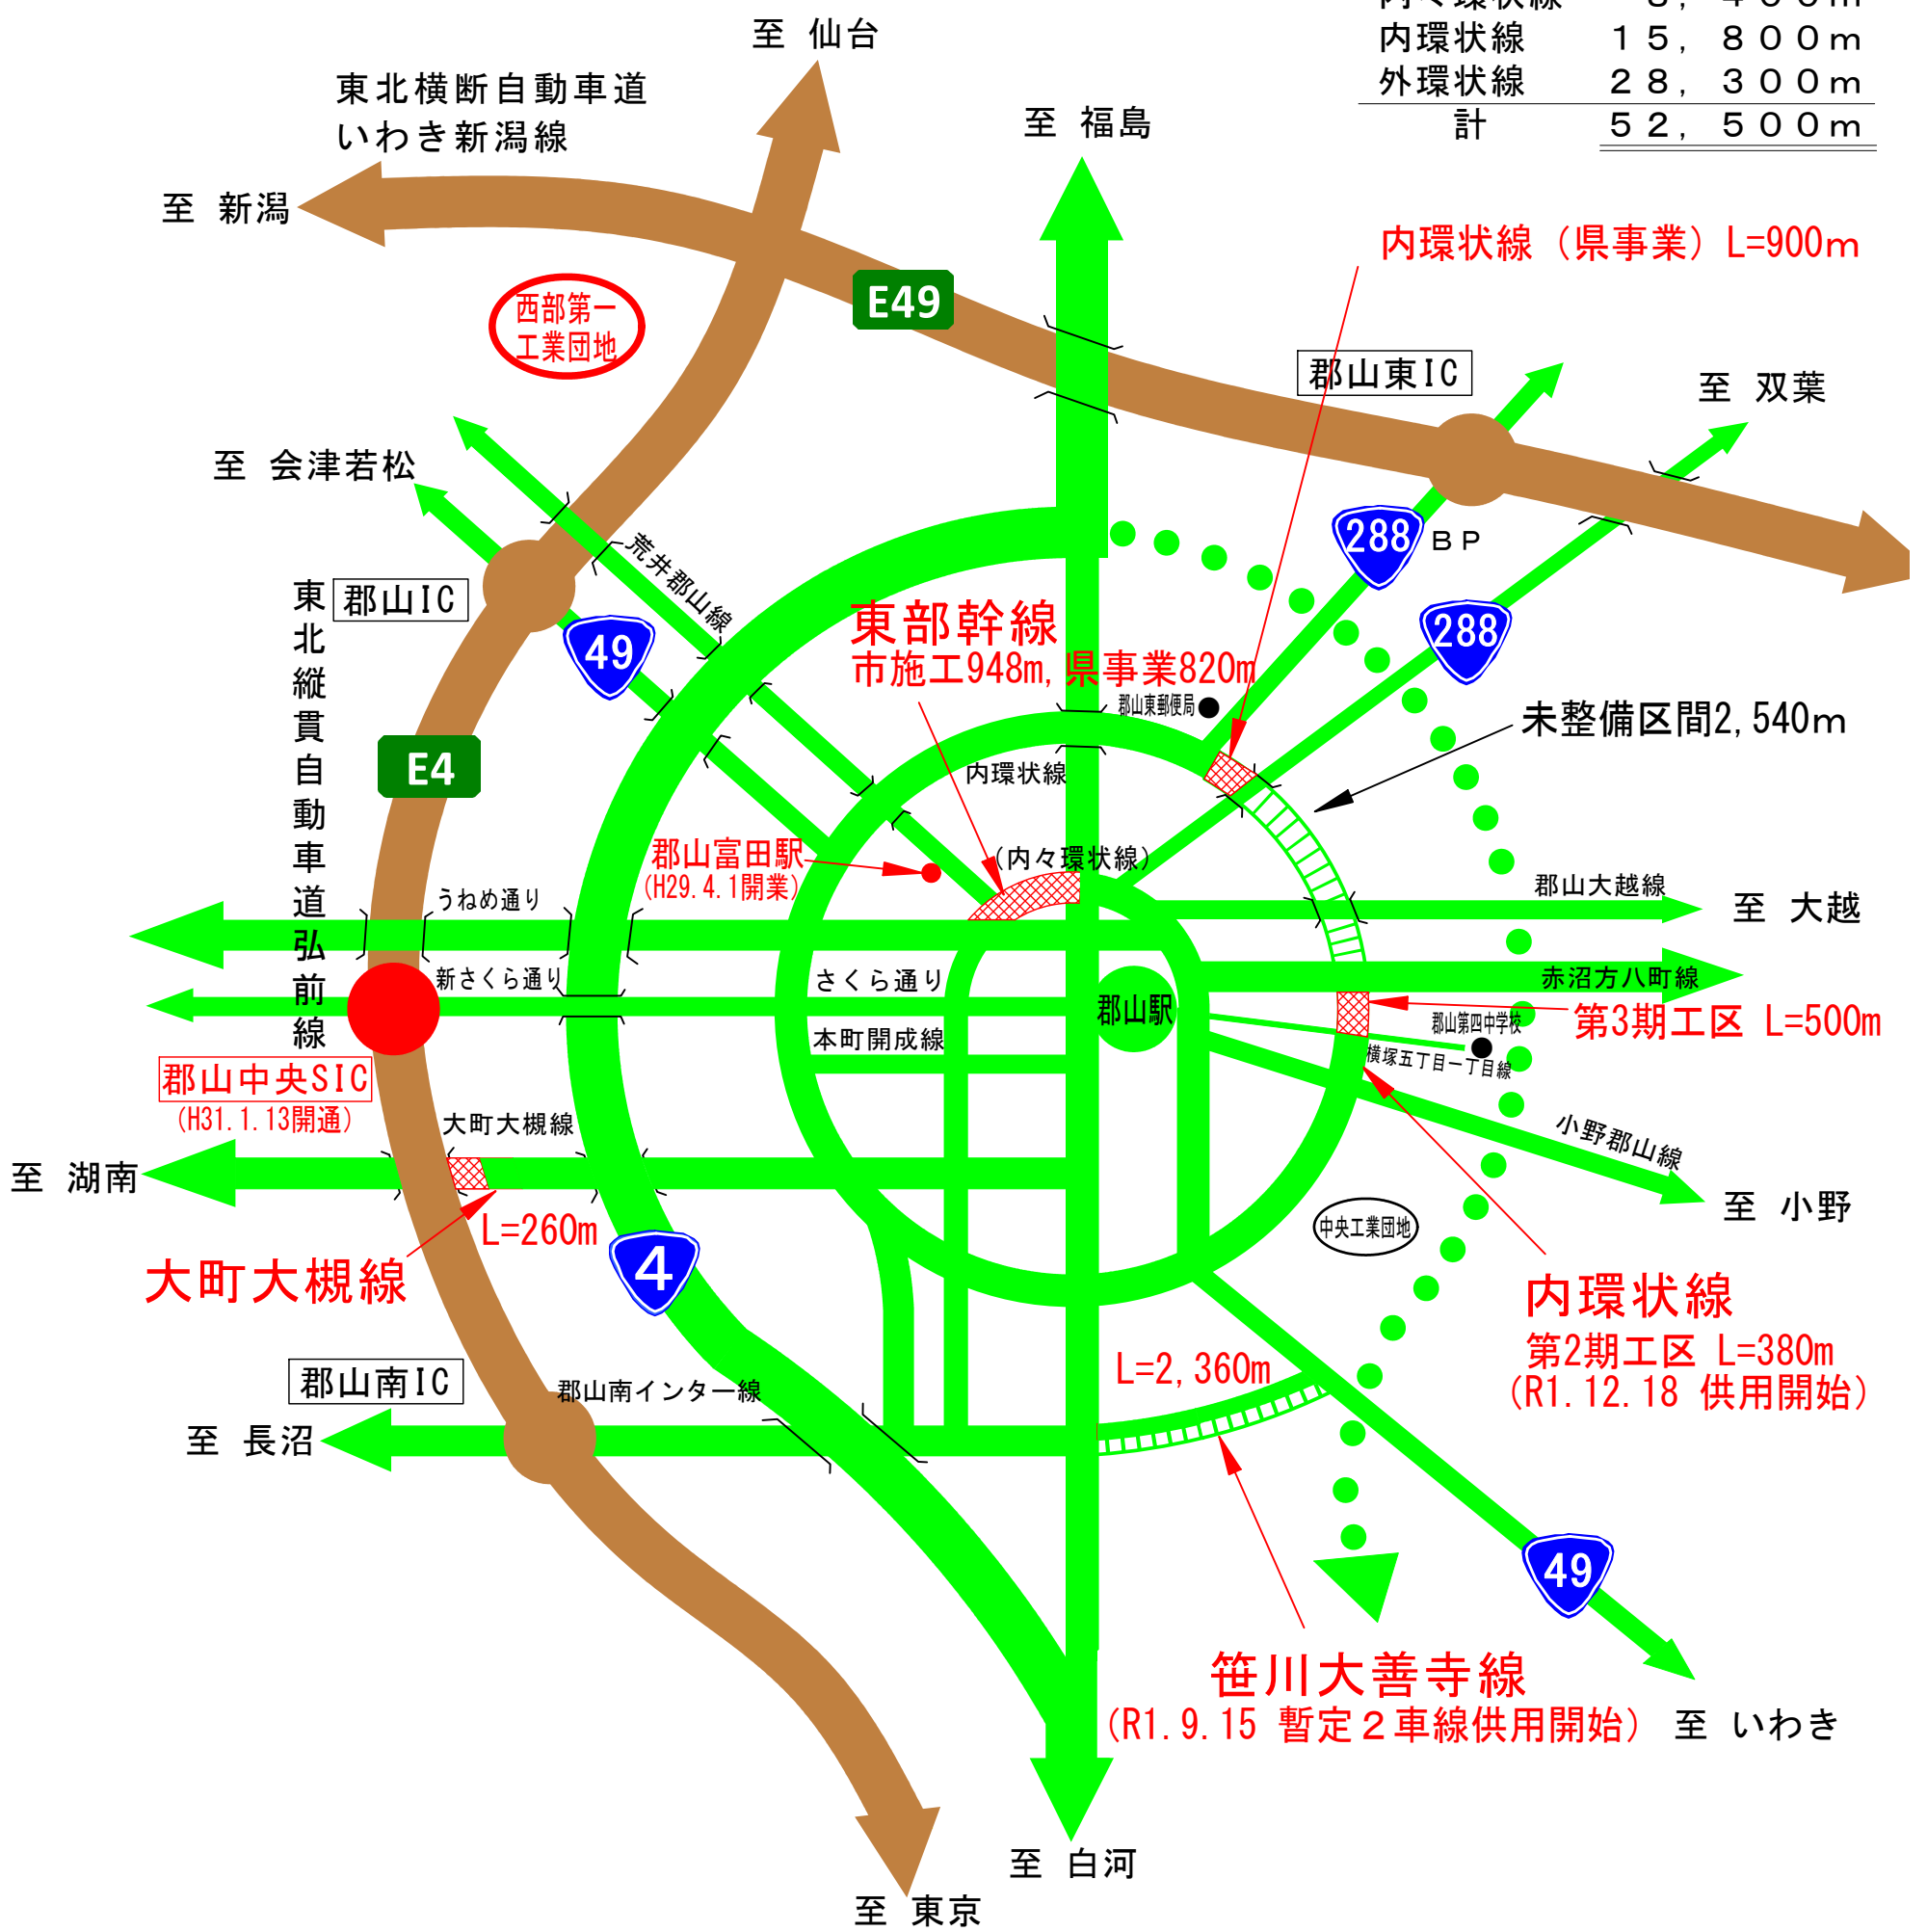 内々環状線 8,400m
内環状線 15,800m
外環状線 28,300m
計 52,500m
至 仙台
東北横断自動車道
いわき新潟線
至 福島
至 新潟
内環状線（県事業）L=900m
西部第一
工業団地
E49
郡山東IC
至 双葉
至 会津若松
荒井郡山線
288 BP
東北縦貫自動車道弘前線
郡山IC
49
東部幹線
市施工948m,県事業820m
288
郡山東郵便局
未整備区間2,540m
E4
内環状線
郡山富田駅
(H29.4.1開業)
(内々環状線)
うねめ通り
郡山大越線
至 大越
新さくら通り
さくら通り
郡山駅
赤沼方八町線
第3期工区 L=500m
郡山第四中学校
本町開成線
横塚五丁目一丁目線
郡山中央SIC
(H31.1.13開通)
大町大槻線
小野郡山線
至 湖南
至 小野
L=260m
中央工業団地
大町大槻線
4
内環状線
第2期工区 L=380m
(R1.12.18 供用開始)
L=2,360m
郡山南IC
郡山南インター線
至 長沼
49
笹川大善寺線
(R1.9.15 暫定２車線供用開始)
至 いわき
至 白河
至 東京